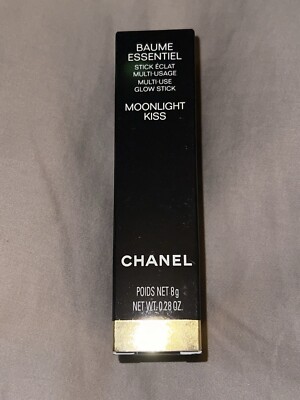 BAUME
ESSENTIEL
STICK ÉCLAT
MULTI-USAGE
MULTI-USE
GLOW STICK
MOONLIGHT
KISS
CHANEL
POIDS NET 8g
NET WT. 0.28 OZ.